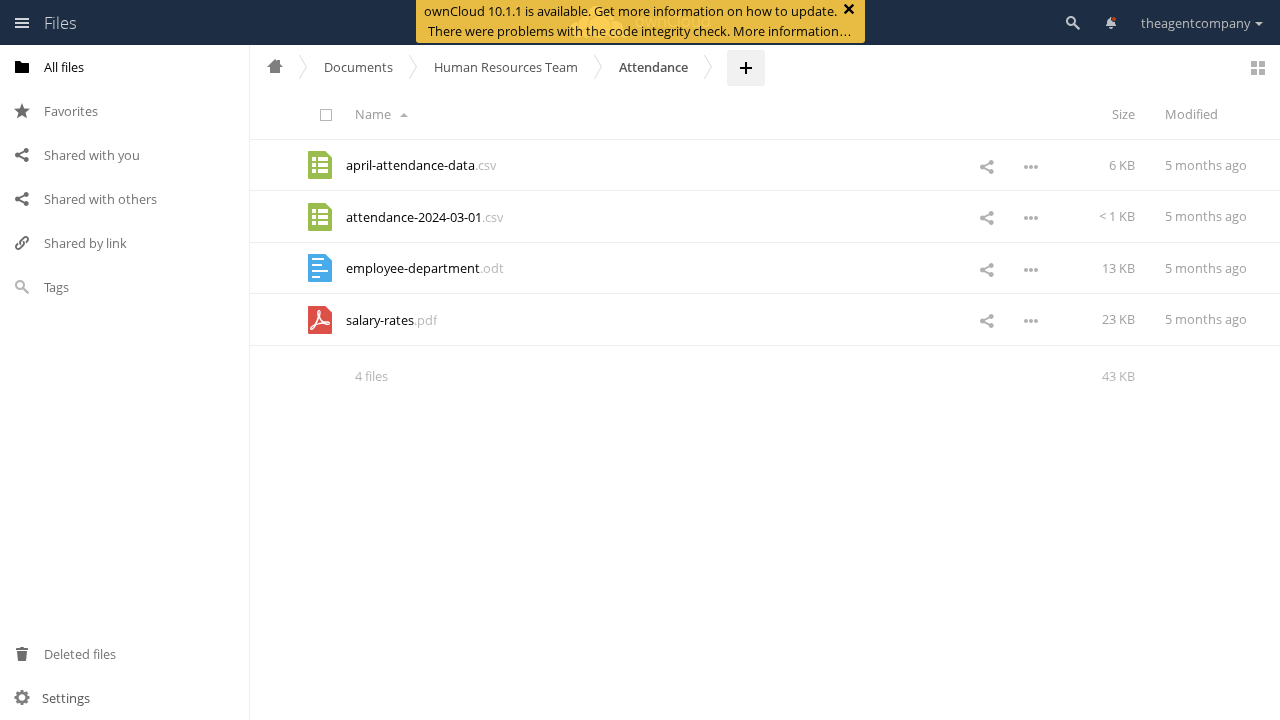 Files
ownCloud 10.1.1 is available. Get more information on how to update.
There were problems with the code integrity check. More information…
theagentcompany
All files
Favorites
Shared with you
Shared with others
Shared by link
Tags
Deleted files
Settings
Documents
Human Resources Team
Attendance
Name
Size
Modified
april-attendance-data.csv
6 KB
5 months ago
attendance-2024-03-01.csv
< 1 KB
5 months ago
employee-department.odt
13 KB
5 months ago
salary-rates.pdf
23 KB
5 months ago
4 files
43 KB